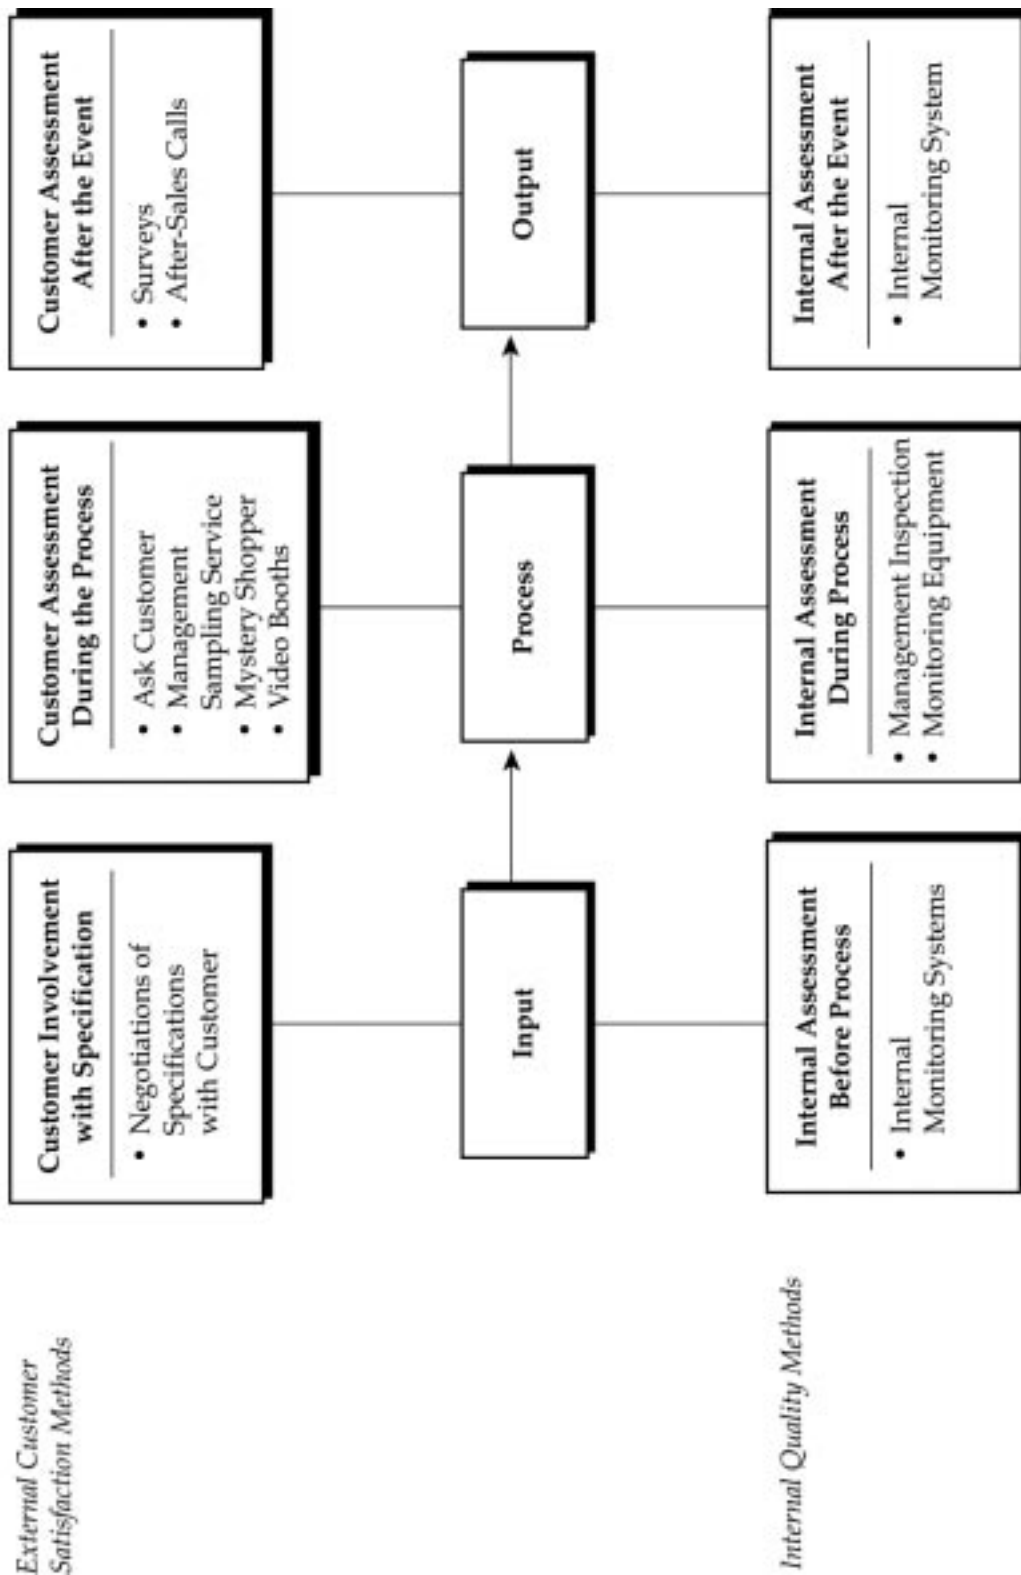 External Customer
Satisfaction Methods
Customer Involvement
with Specification
• Negotiations of
Specifications
with Customer
Customer Assessment
During the Process
• Ask Customer
• Management
Sampling Service
• Mystery Shopper
• Video Booths
Customer Assessment
After the Event
• Surveys
• After-Sales Calls
Input
Process
Output
Internal Quality Methods
Internal Assessment
Before Process
• Internal
Monitoring Systems
Internal Assessment
During Process
• Management Inspection
• Monitoring Equipment
Internal Assessment
After the Event
• Internal
Monitoring System